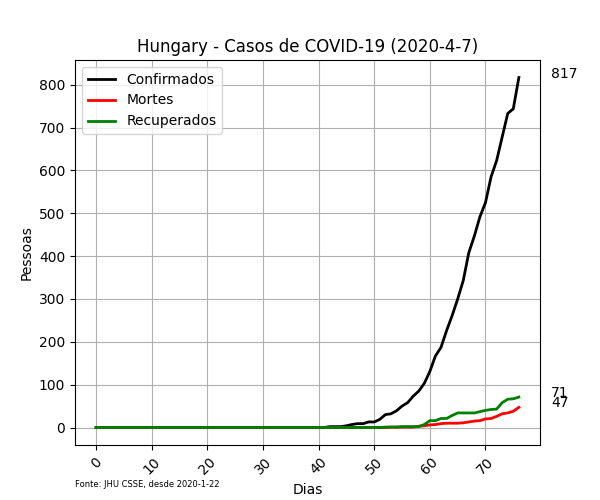 Hungary - Casos de COVID-19 (2020-4-7)
Confirmados
Mortes
Recuperados
817
71
47
Pessoas
800
700
600
500
400
300
200
100
0
0 10 20 30 40 50 60 70
Fonte: JHU CSSE, desde 2020-1-22
Dias